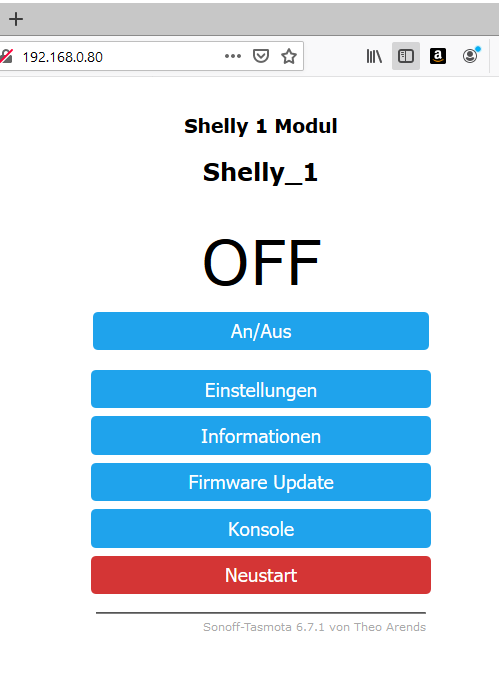 192.168.0.80
Shelly 1 Modul
Shelly_1
OFF
An/Aus
Einstellungen
Informationen
Firmware Update
Konsole
Neustart
Sonoff-Tasmota 6.7.1 von Theo Arends